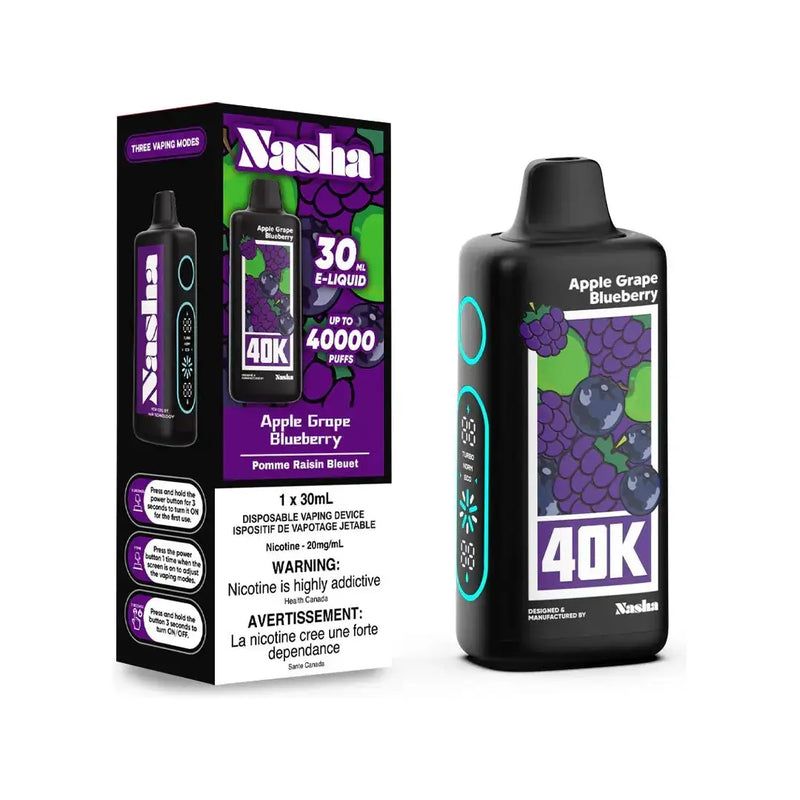 THREE VAPING MODES
Nasha
Nasha
Press and hold the
power button for 3
seconds to turn it ON
for the first use.
Press the power
button 1 time when the
screen is on to adjust
the vaping modes.
Press and hold the
button 3 seconds to
turn ON/OFF.
Apple Grape
Blueberry
30 ML
E-LIQUID
UP TO
40000
PUFFS
40K
DESIGNED &
MANUFACTURED BY
Nasha
Apple Grape
Blueberry
Pomme Raisin Bleuet
1 x 30mL
DISPOSABLE VAPING DEVICE
ISPOSITIF DE VAPOTAGE JETABLE
Nicotine - 20mg/mL
WARNING:
Nicotine is highly addictive
Health Canada
AVERTISSEMENT:
La nicotine cree une forte
dependance
Sante Canada
Apple Grape
Blueberry
TURBO
NORM
ECO
40K
DESIGNED &
MANUFACTURED BY
Nasha